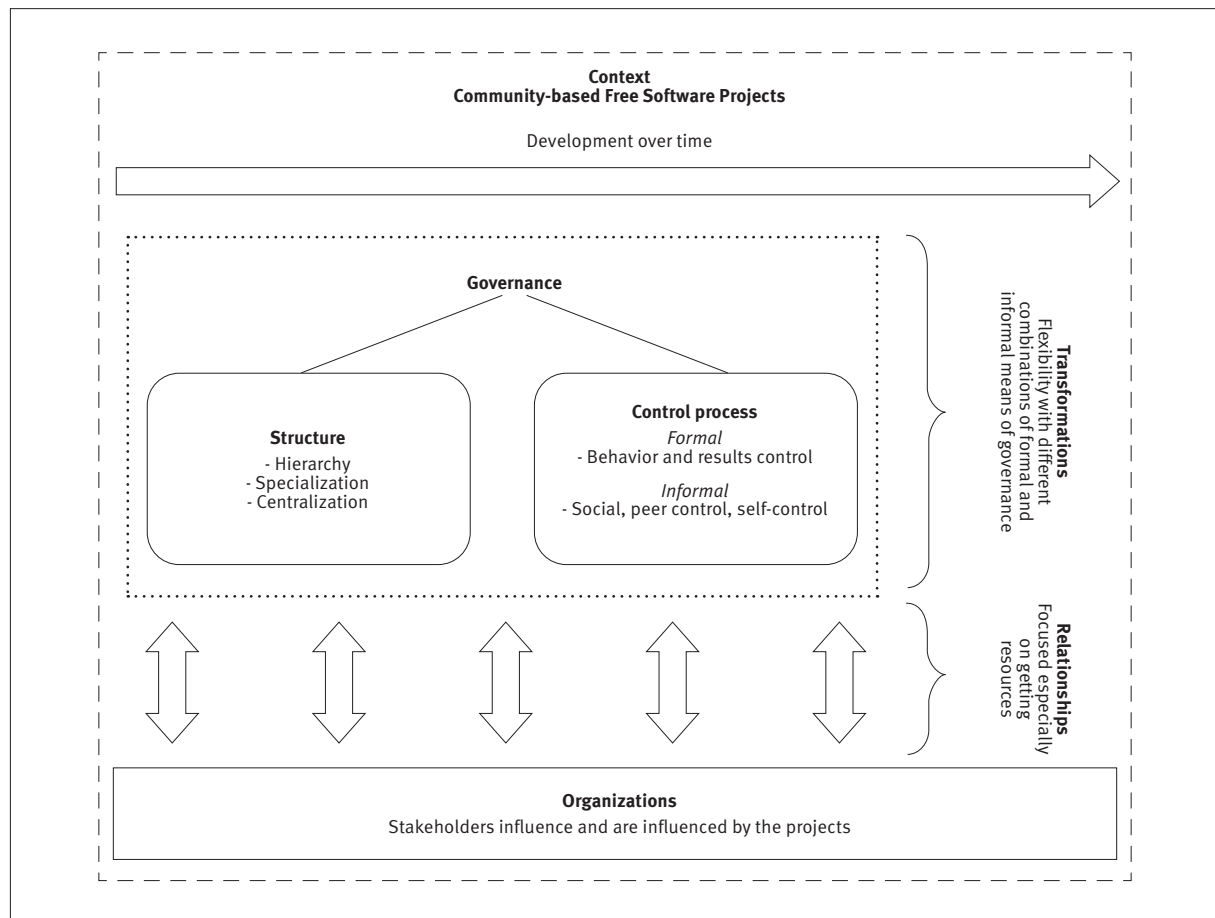 Context
Community-based Free Software Projects
Development over time
Governance
Structure
- Hierarchy
- Specialization
- Centralization
Control process
Formal
- Behavior and results control
Informal
- Social, peer control, self-control
Transformations
Flexibility with different
combinations of formal and
informal means of governance
Relationships
Focused especially
on getting
resources
Organizations
Stakeholders influence and are influenced by the projects